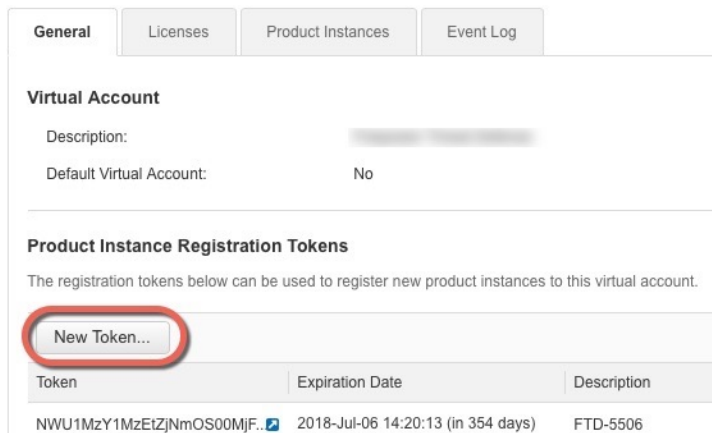 General Licenses Product Instances Event Log
Virtual Account
Description:
Default Virtual Account: No
Product Instance Registration Tokens
The registration tokens below can be used to register new product instances to this virtual account.
New Token...
Token Expiration Date Description
NWU1MzY1MzEtZjNmOS00MjF.. 2018-Jul-06 14:20:13 (in 354 days) FTD-5506